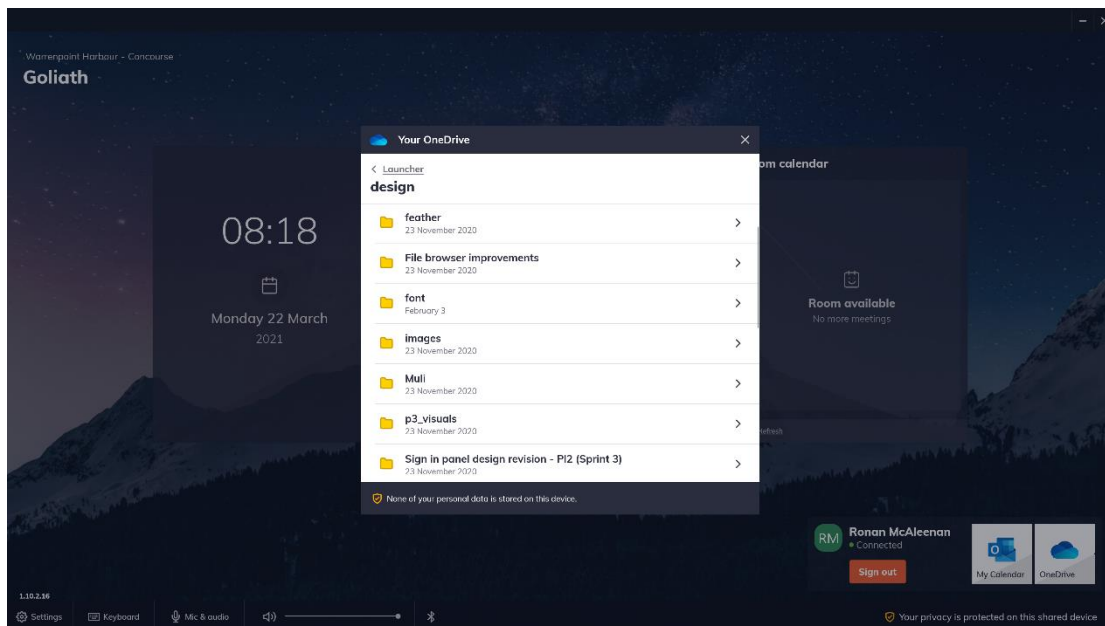 Warrenpoint Harbour - Concourse
Goliath
Your OneDrive
Launcher
design
om calendar
feather
23 November 2020
File browser improvements
23 November 2020
font
February 3
images
23 November 2020
Muli
23 November 2020
p3_visuals
23 November 2020
Sign in panel design revision - PI2 (Sprint 3)
23 November 2020
None of your personal data is stored on this device.
08:18
Monday 22 March
2021
Room available
No more meetings
Refresh
RM
Ronan McAleenan
Connected
Sign out
My Calendar
OneDrive
1.10.2.16
Settings
Keyboard
Mic & audio
Your privacy is protected on this shared device